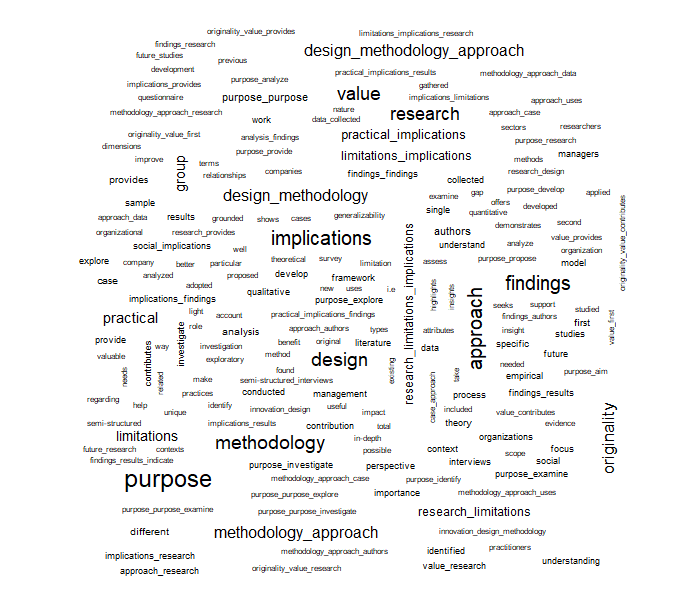 originality_value_provides
limitations_implications_research
findings_research
design_methodology_approach
future_studies
previous
development
purpose_analyze
practical_implications_results
methodology_approach_data
implications_provides
gathered
questionnaire
purpose_purpose
value
implications_limitations
approach_uses
methodology_approach_research
work
nature
data_collected
research
approach_case
originality_value_first
analysis_findings
practical_implications
sectors
researchers
dimensions
purpose_provide
purpose_research
improve
group
terms
limitations_implications
methods
managers
relationships
companies
findings_findings
research_design
provides
collected
design_methodology
examine
gap
purpose_develop
applied
sample
offers
developed
originality_value_contributes
approach_data
results
grounded
shows
cases
generalizability
single
quantitative
organizational
research_provides
research_limitations_implications
authors
demonstrates
second
value_provides
social_implications
well
implications
understand
analyze
organization
explore
company
better
particular
theoretical
survey
limitation
assess
purpose_propose
model
case
analyzed
adopted
proposed
develop
framework
findings
qualitative
new
uses
i.e
highlights
insights
approach
implications_findings
purpose_explore
seeks
support
studied
practical
light
account
practical_implications_findings
findings_authors
first
value_first
role
analysis
approach_authors
types
attributes
insight
studies
provide
contributes
way
investigate
investigation
benefit
original
literature
data
specific
valuable
exploratory
method
design
existing
future
needs
related
found
take
needed
purpose_aim
make
semi-structured_interviews
empirical
regarding
practices
conducted
management
case_approach
process
findings_results
help
unique
identify
innovation_design
useful
impact
included
value_contributes
originality
semi-structured
implications_results
contribution
total
theory
evidence
limitations
methodology
in-depth
organizations
future_research
contexts
possible
context
scope
focus
findings_results_indicate
purpose_investigate
perspective
interviews
social
purpose
methodology_approach_case
purpose_identify
purpose_examine
purpose_purpose_explore
importance
methodology_approach_uses
purpose_purpose_examine
purpose_purpose_investigate
research_limitations
different
methodology_approach
innovation_design_methodology
implications_research
methodology_approach_authors
identified
practitioners
approach_research
originality_value_research
value_research
understanding